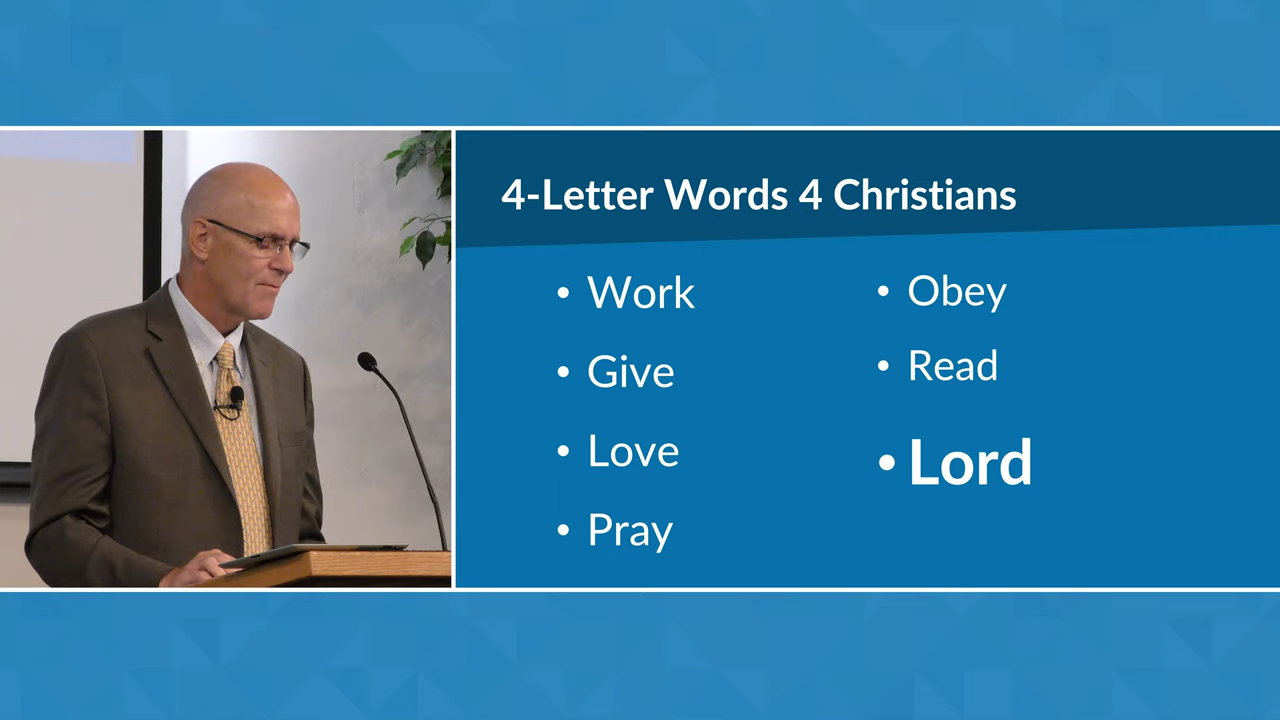 4-Letter Words 4 Christians
• Work
• Give
• Love
• Pray
• Obey
• Read
• Lord